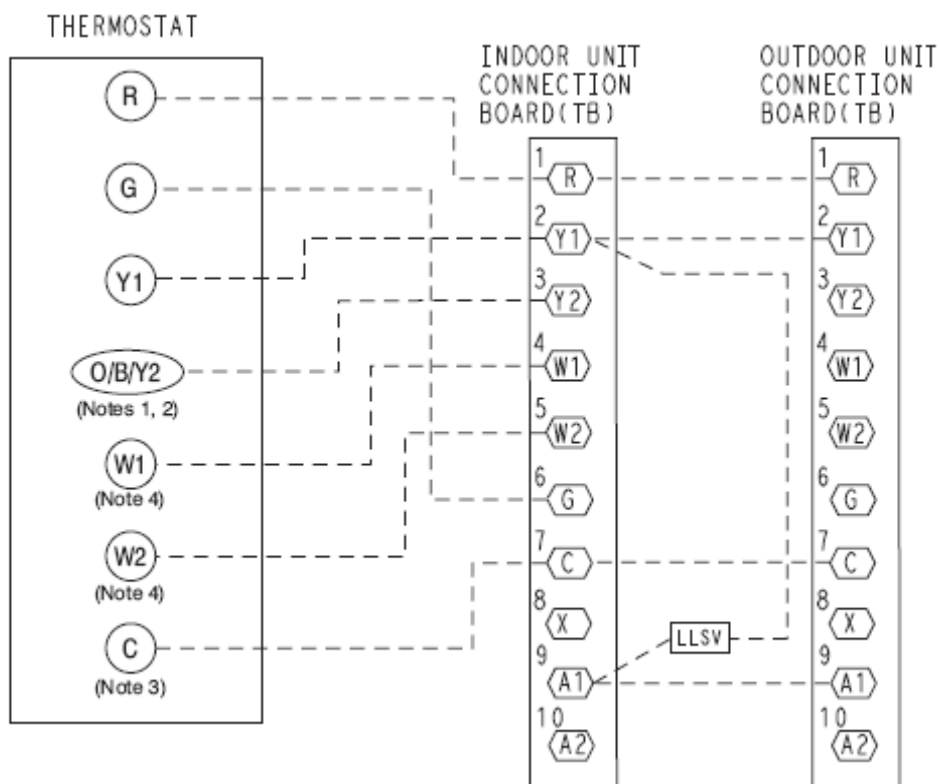 THERMOSTAT
R
G
Y1
O/B/Y2
(Notes 1, 2)
W1
(Note 4)
W2
(Note 4)
C
(Note 3)
INDOOR UNIT
CONNECTION
BOARD(TB)
1 R
2 Y1
3 Y2
4 W1
5 W2
6 G
7 C
8 X
9 A1
10 A2
LLSV
OUTDOOR UNIT
CONNECTION
BOARD(TB)
1 R
2 Y1
3 Y2
4 W1
5 W2
6 G
7 C
8 X
9 A1
10 A2